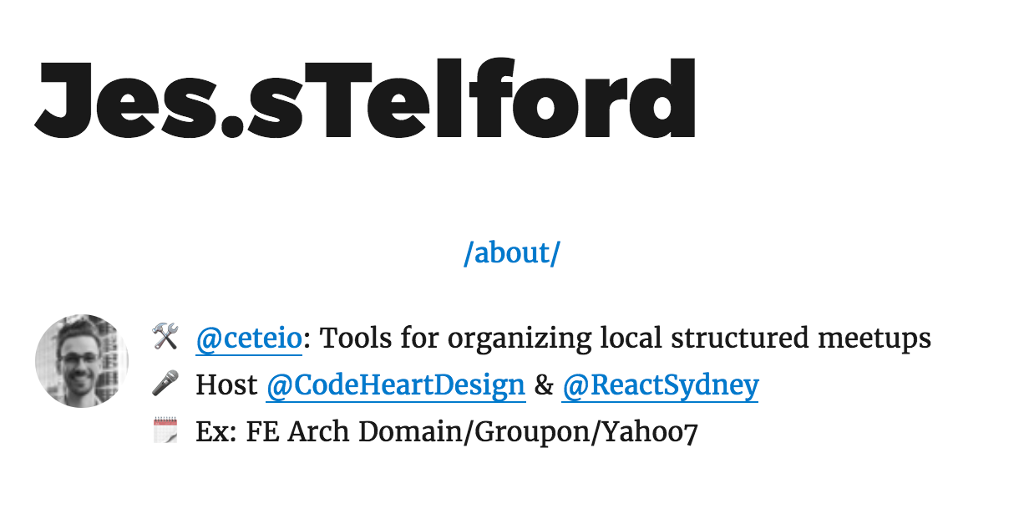 Jes.sTelford
/about/
@ceteio: Tools for organizing local structured meetups
Host @CodeHeartDesign & @ReactSydney
Ex: FE Arch Domain/Groupon/Yahoo7